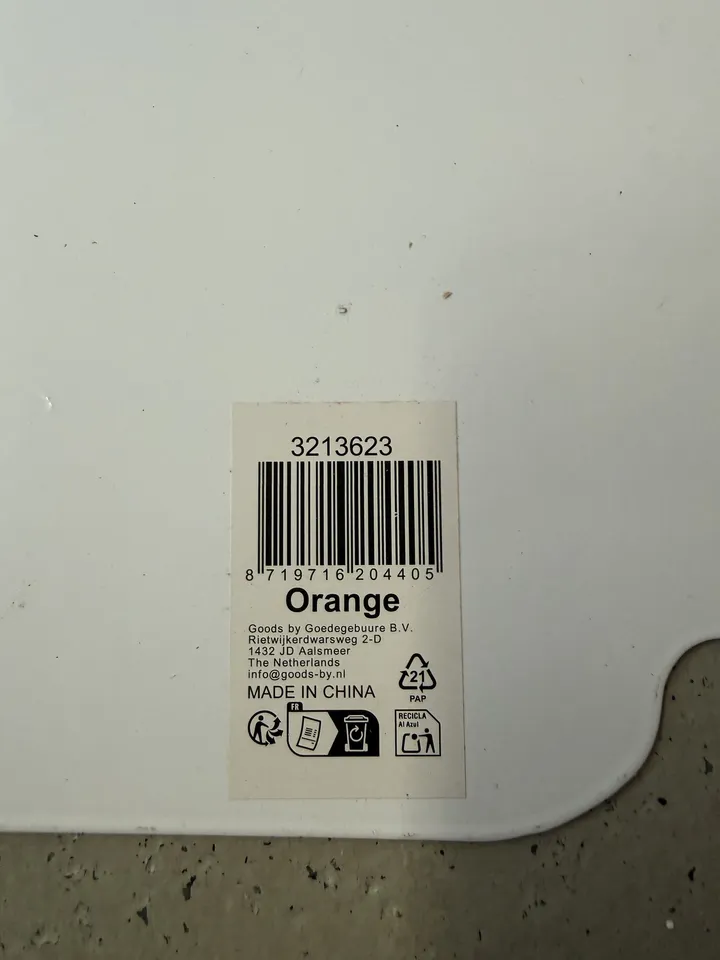 3213623
8 719716 204405
Orange
Goods by Goedegebuure B.V.
Rietwijkerdwarsweg 2-D
1432 JD Aalsmeer
The Netherlands
info@goods-by.nl
MADE IN CHINA
21
PAP
FR
RECICLA
Al Azul